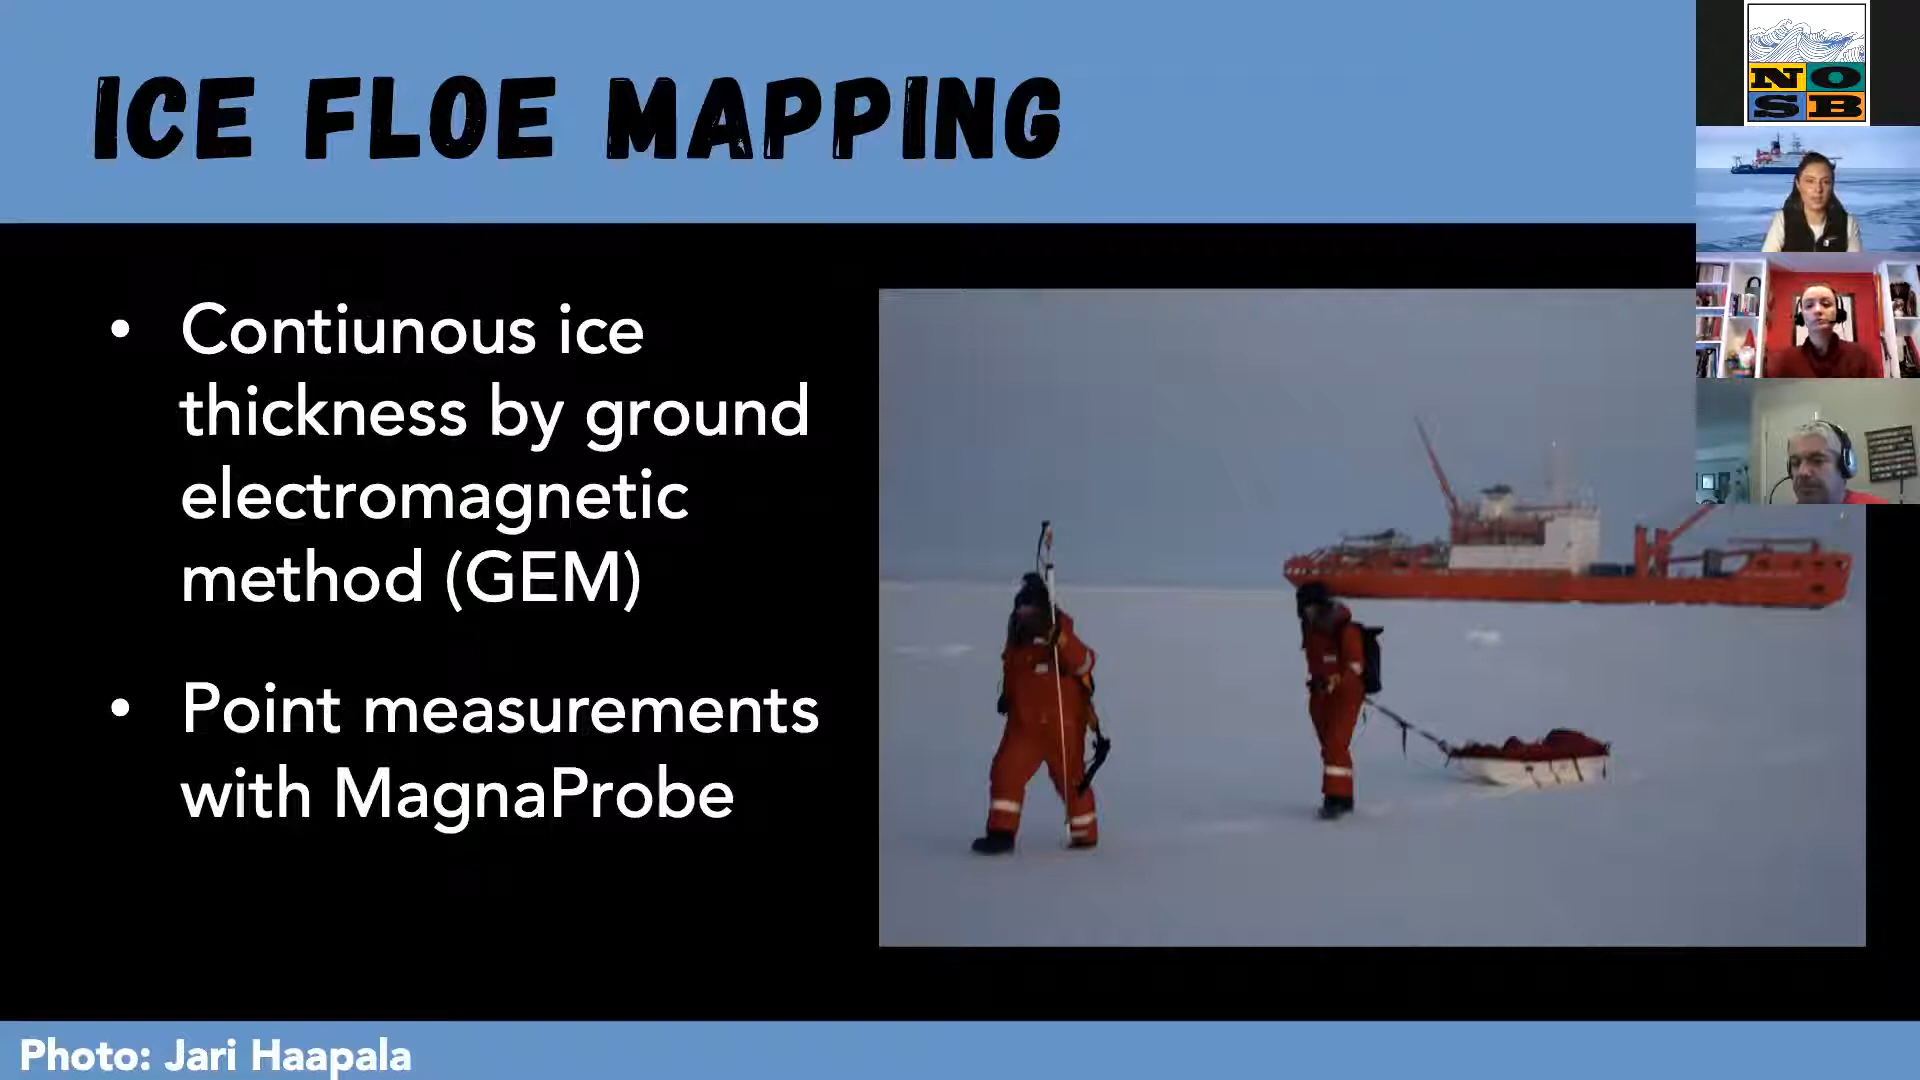 ICE FLOE MAPPING
NO
SB
• Contiunous ice
thickness by ground
electromagnetic
method (GEM)
• Point measurements
with MagnaProbe
Photo: Jari Haapala